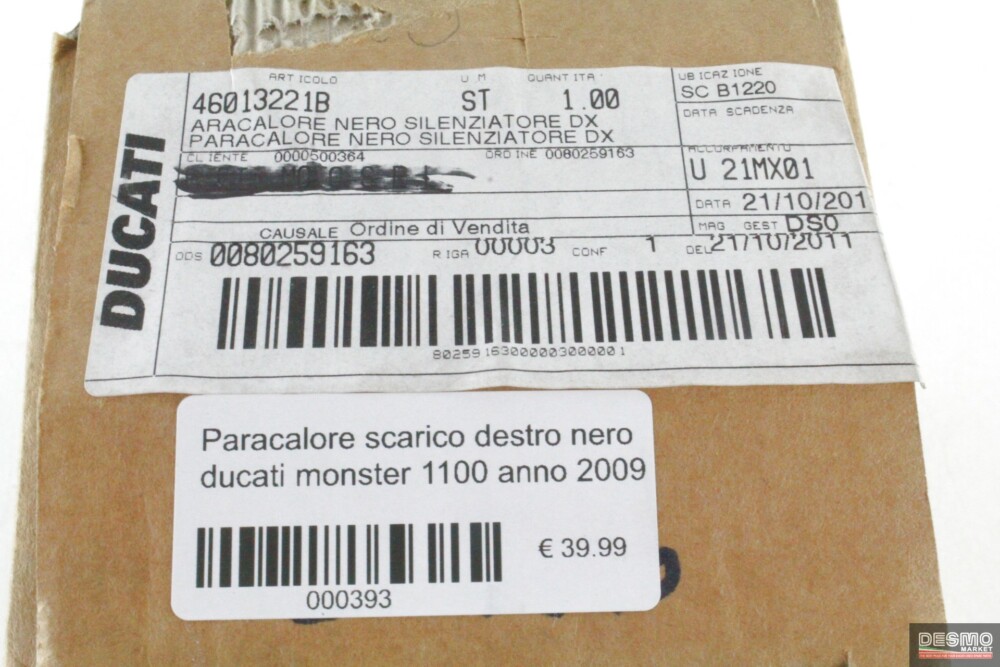 DUCATI
ARTICOLO U M QUANTITA' UBICAZIONE
46013221B ST 1.00 SC B1220
ARACALORE NERO SILENZIATORE DX DATA SCADENZA
PARACALORE NERO SILENZIATORE DX
CLIENTE 0000500364 ORDINE 0080259163
U 21MX01
DATA 21/10/201
CAUSALE Ordine di Vendita MAG GEST DS0
ODS 0080259163 RIGA 00003 CONF 1 DEL 21/10/2011
802591630000030001
Paracalore scarico destro nero
ducati monster 1100 anno 2009
€ 39.99
000393
DESMO
MARKET